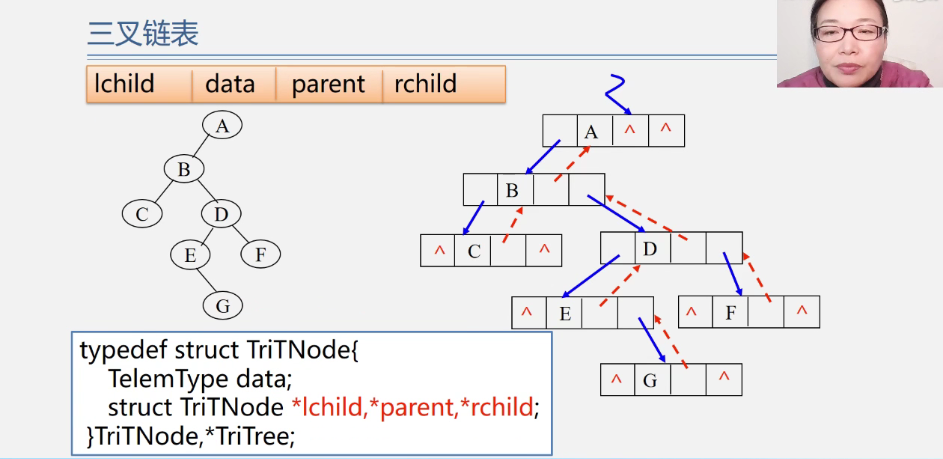 三叉链表
lchild data parent rchild
A
B
C D
E F
G
A ^ ^
B
^ C ^
D
^ E
^ F ^
^ G ^
typedef struct TriTNode{
TelemType data;
struct TriTNode *lchild,*parent,*rchild;
}TriTNode,*TriTree;